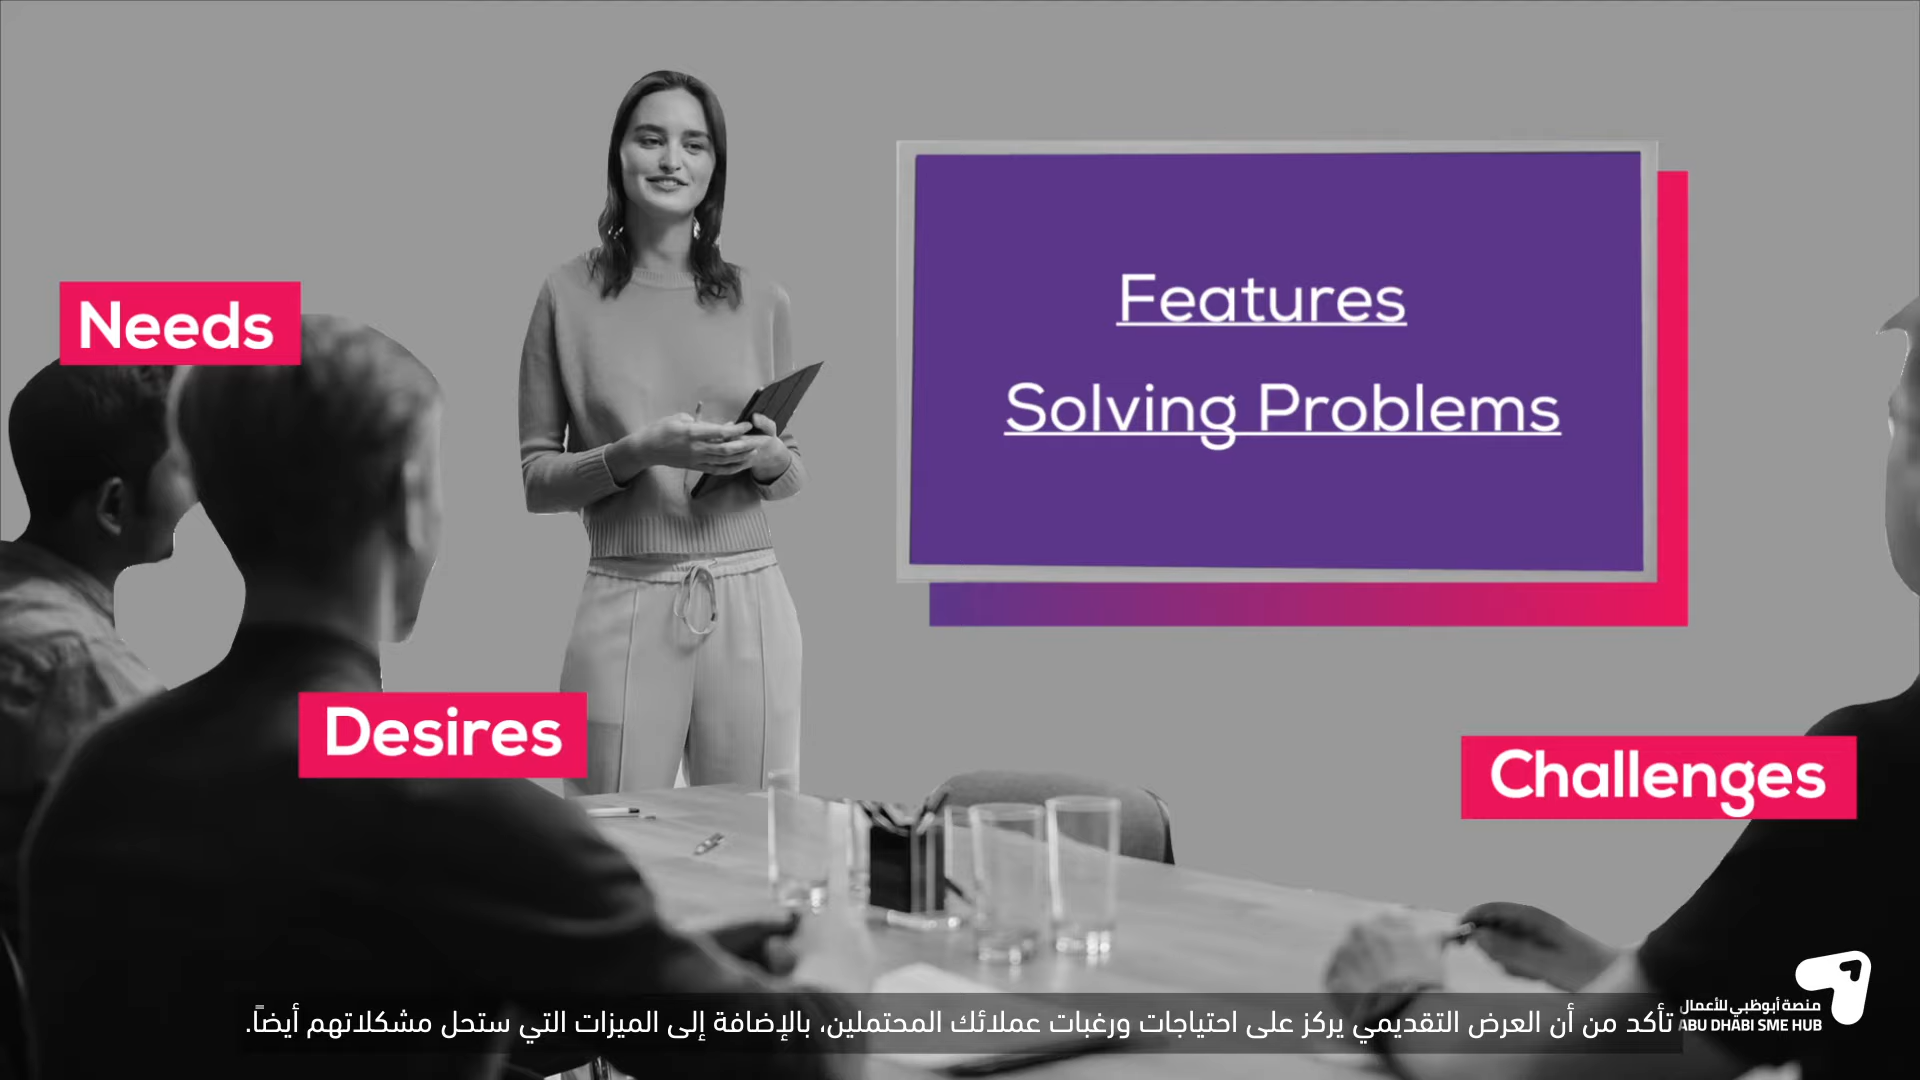 Features
Solving Problems
Needs
Desires
Challenges
منصة أبوظبي للأعمال
ABU DHABI SME HUB
تأكد من أن العرض التقديمي يركز على احتياجات ورغبات عملائك المحتملين، بالإضافة إلى الميزات التي ستحل مشكلاتهم أيضاً.